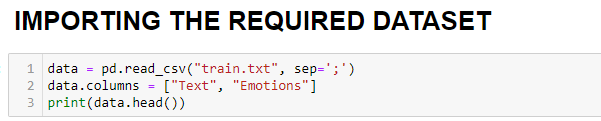 IMPORTING THE REQUIRED DATASET
1 data = pd.read_csv("train.txt", sep=';')
2 data.columns = ["Text", "Emotions"]
3 print(data.head())